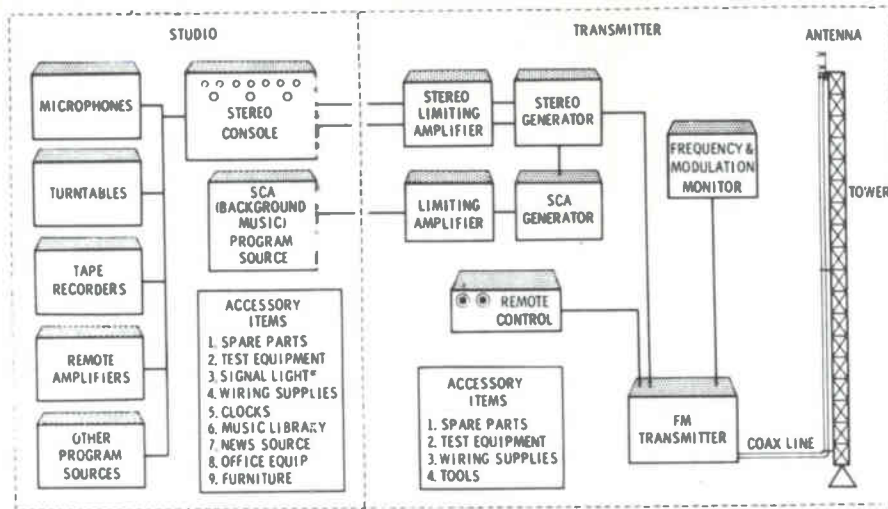 STUDIO
MICROPHONES
TURNTABLES
TAPE
RECORDERS
REMOTE
AMPLIFIERS
OTHER
PROGRAM
SOURCES
STEREO
CONSOLE
SCA
(BACKGROUND
MUSIC)
PROGRAM
SOURCE
ACCESSORY
ITEMS
1. SPARE PARTS
2. TEST EQUIPMENT
3. SIGNAL LIGHT
4. WIRING SUPPLIES
5. CLOCKS
6. MUSIC LIBRARY
7. NEWS SOURCE
8. OFFICE EQUIP
9. FURNITURE
TRANSMITTER
STEREO
LIMITING
AMPLIFIER
STEREO
GENERATOR
LIMITING
AMPLIFIER
SCA
GENERATOR
FREQUENCY &
MODULATION
MONITOR
REMOTE
CONTROL
ACCESSORY
ITEMS
1. SPARE PARTS
2. TEST EQUIPMENT
3. WIRING SUPPLIES
4. TOOLS
FM
TRANSMITTER
COAX LINE
ANTENNA
TOWER